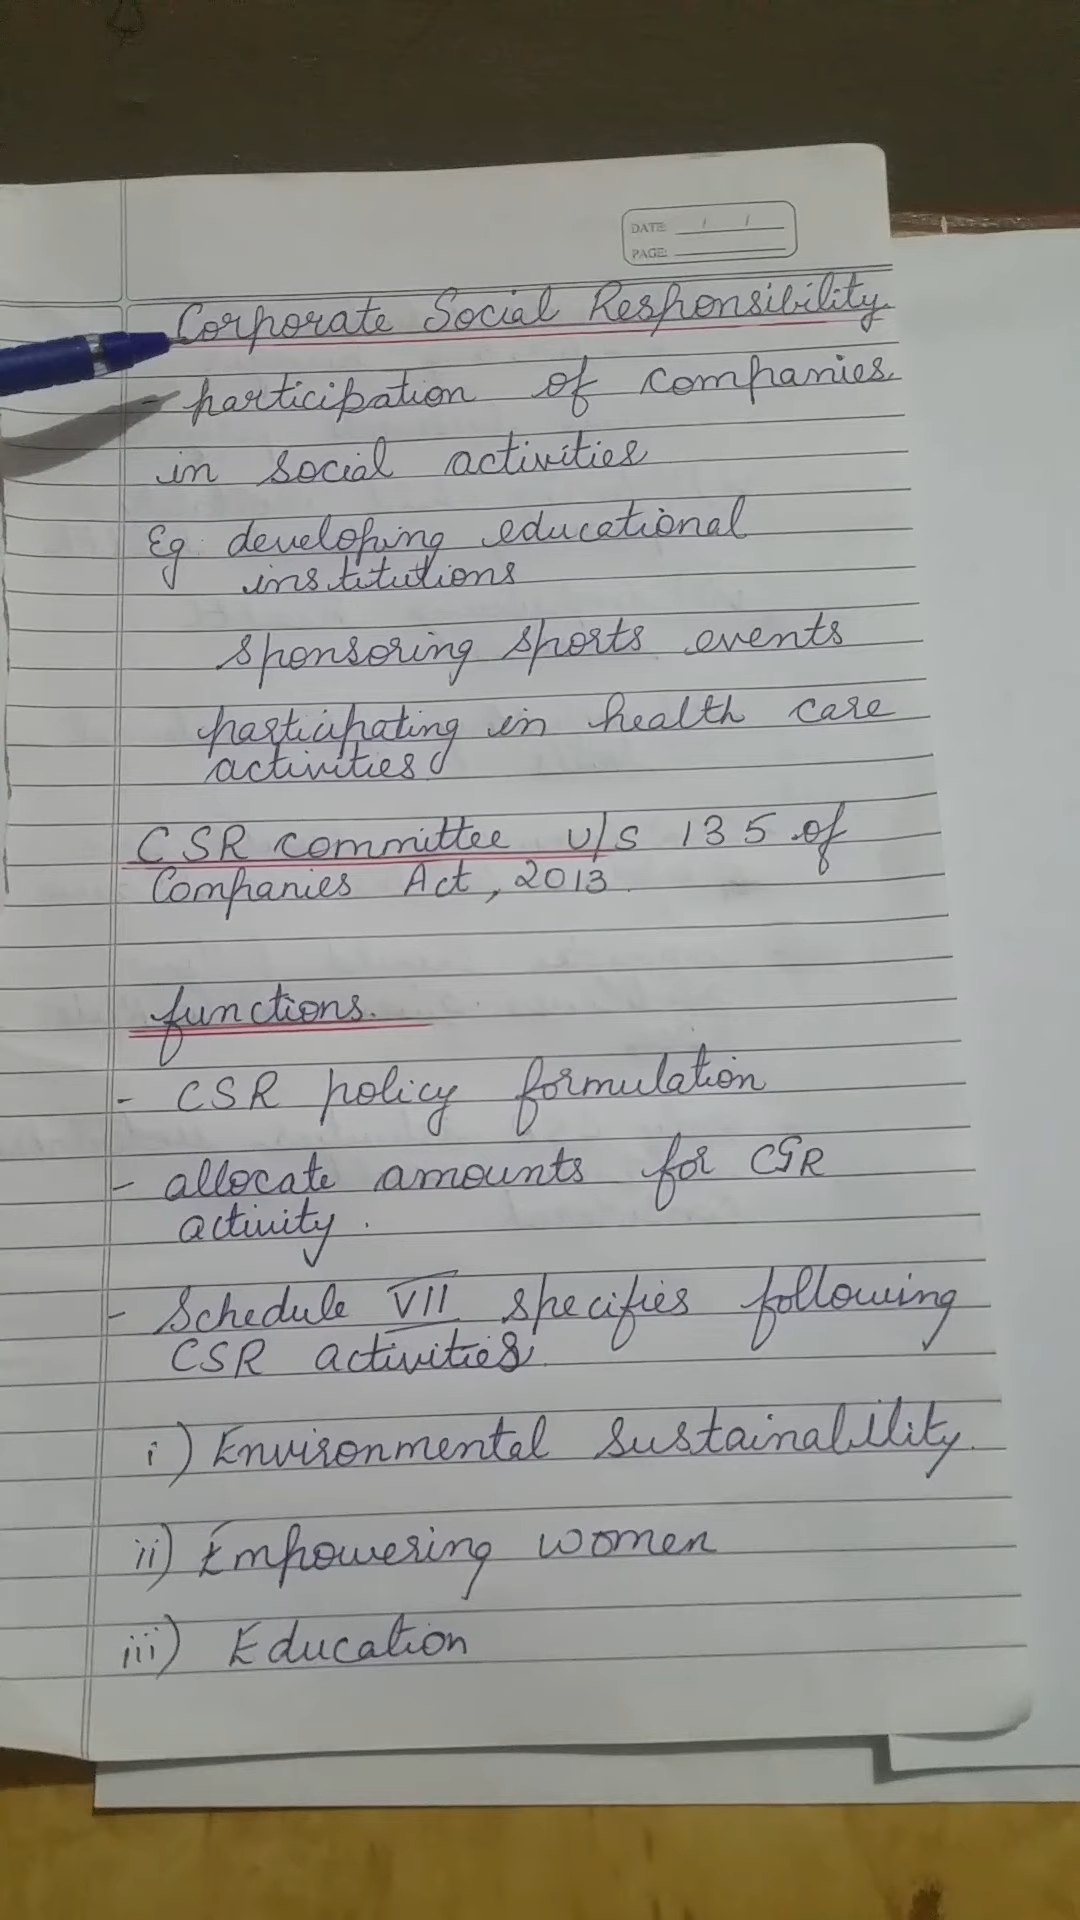 DATE: / /
PAGE:
Corporate Social Responsibility
- participation of companies
in social activities
Eg. developing educational
institutions
sponsoring sports events
participating in health care
activities
CSR committee u/s 135 of
Companies Act, 2013.
functions.
- CSR policy formulation
- allocate amounts for CSR
activity.
- Schedule VII specifies following
CSR activities.
i) Environmental sustainability.
ii) Empowering women
iii) Education